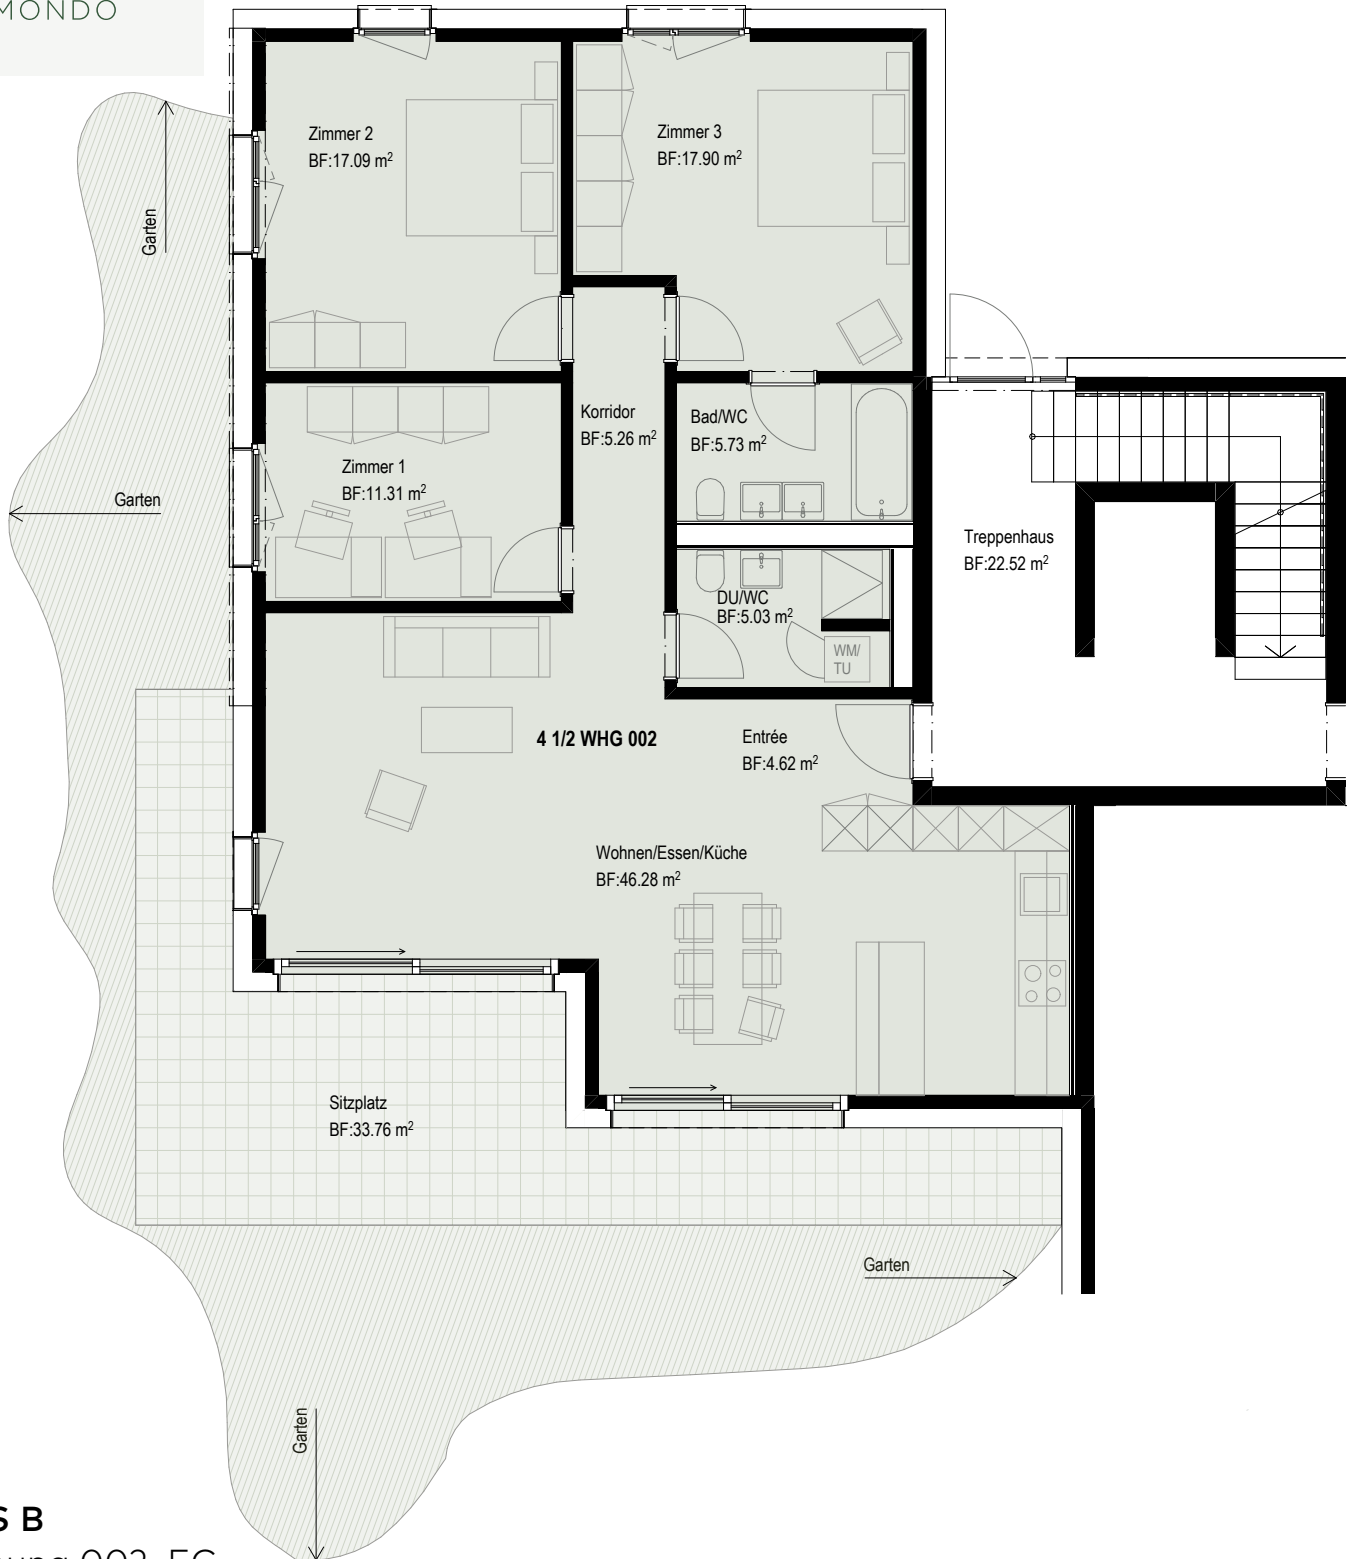 MONDO
Zimmer 2
BF:17.09 m²
Zimmer 3
BF:17.90 m²
Garten
Korridor
BF:5.26 m²
Bad/WC
BF:5.73 m²
Zimmer 1
BF:11.31 m²
Garten
Treppenhaus
BF:22.52 m²
DU/WC
BF:5.03 m²
WM/
TU
4 1/2 WHG 002
Entrée
BF:4.62 m²
Wohnen/Essen/Küche
BF:46.28 m²
Sitzplatz
BF:33.76 m²
Garten
Garten
S B
002, EG